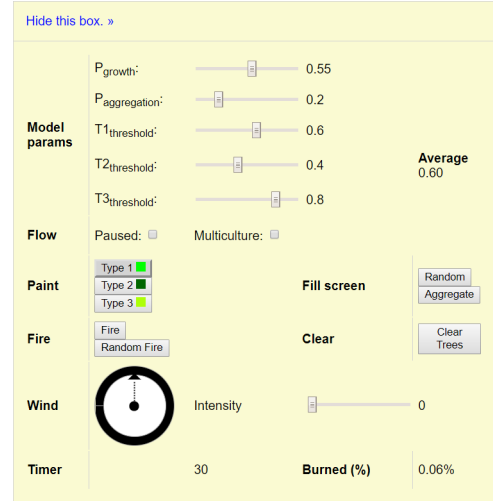 Hide this box. »
Pgrowth: 0.55
Paggregation: 0.2
Model params
T1threshold: 0.6
T2threshold: 0.4
Average
0.60
T3threshold: 0.8
Flow Paused: Multiculture:
Paint
Type 1
Type 2
Type 3
Fill screen
Random
Aggregate
Fire
Fire
Random Fire
Clear
Clear Trees
Wind Intensity 0
Timer 30 Burned (%) 0.06%